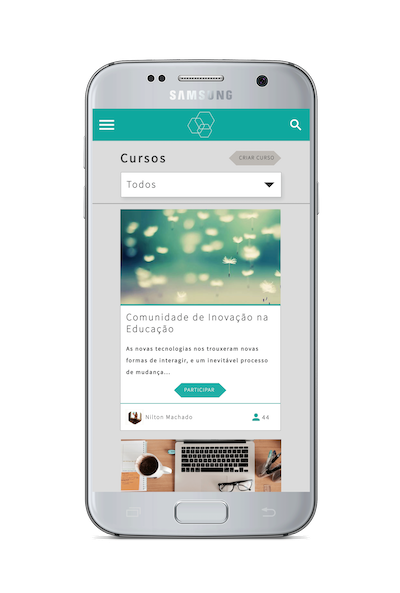 SAMSUNG
Cursos
CRIAR CURSO
Todos
Comunidade de Inovação na
Educação
As novas tecnologias nos trouxeram novas
formas de interagir, e um inevitável processo
de mudança...
PARTICIPAR
Nilton Machado
44